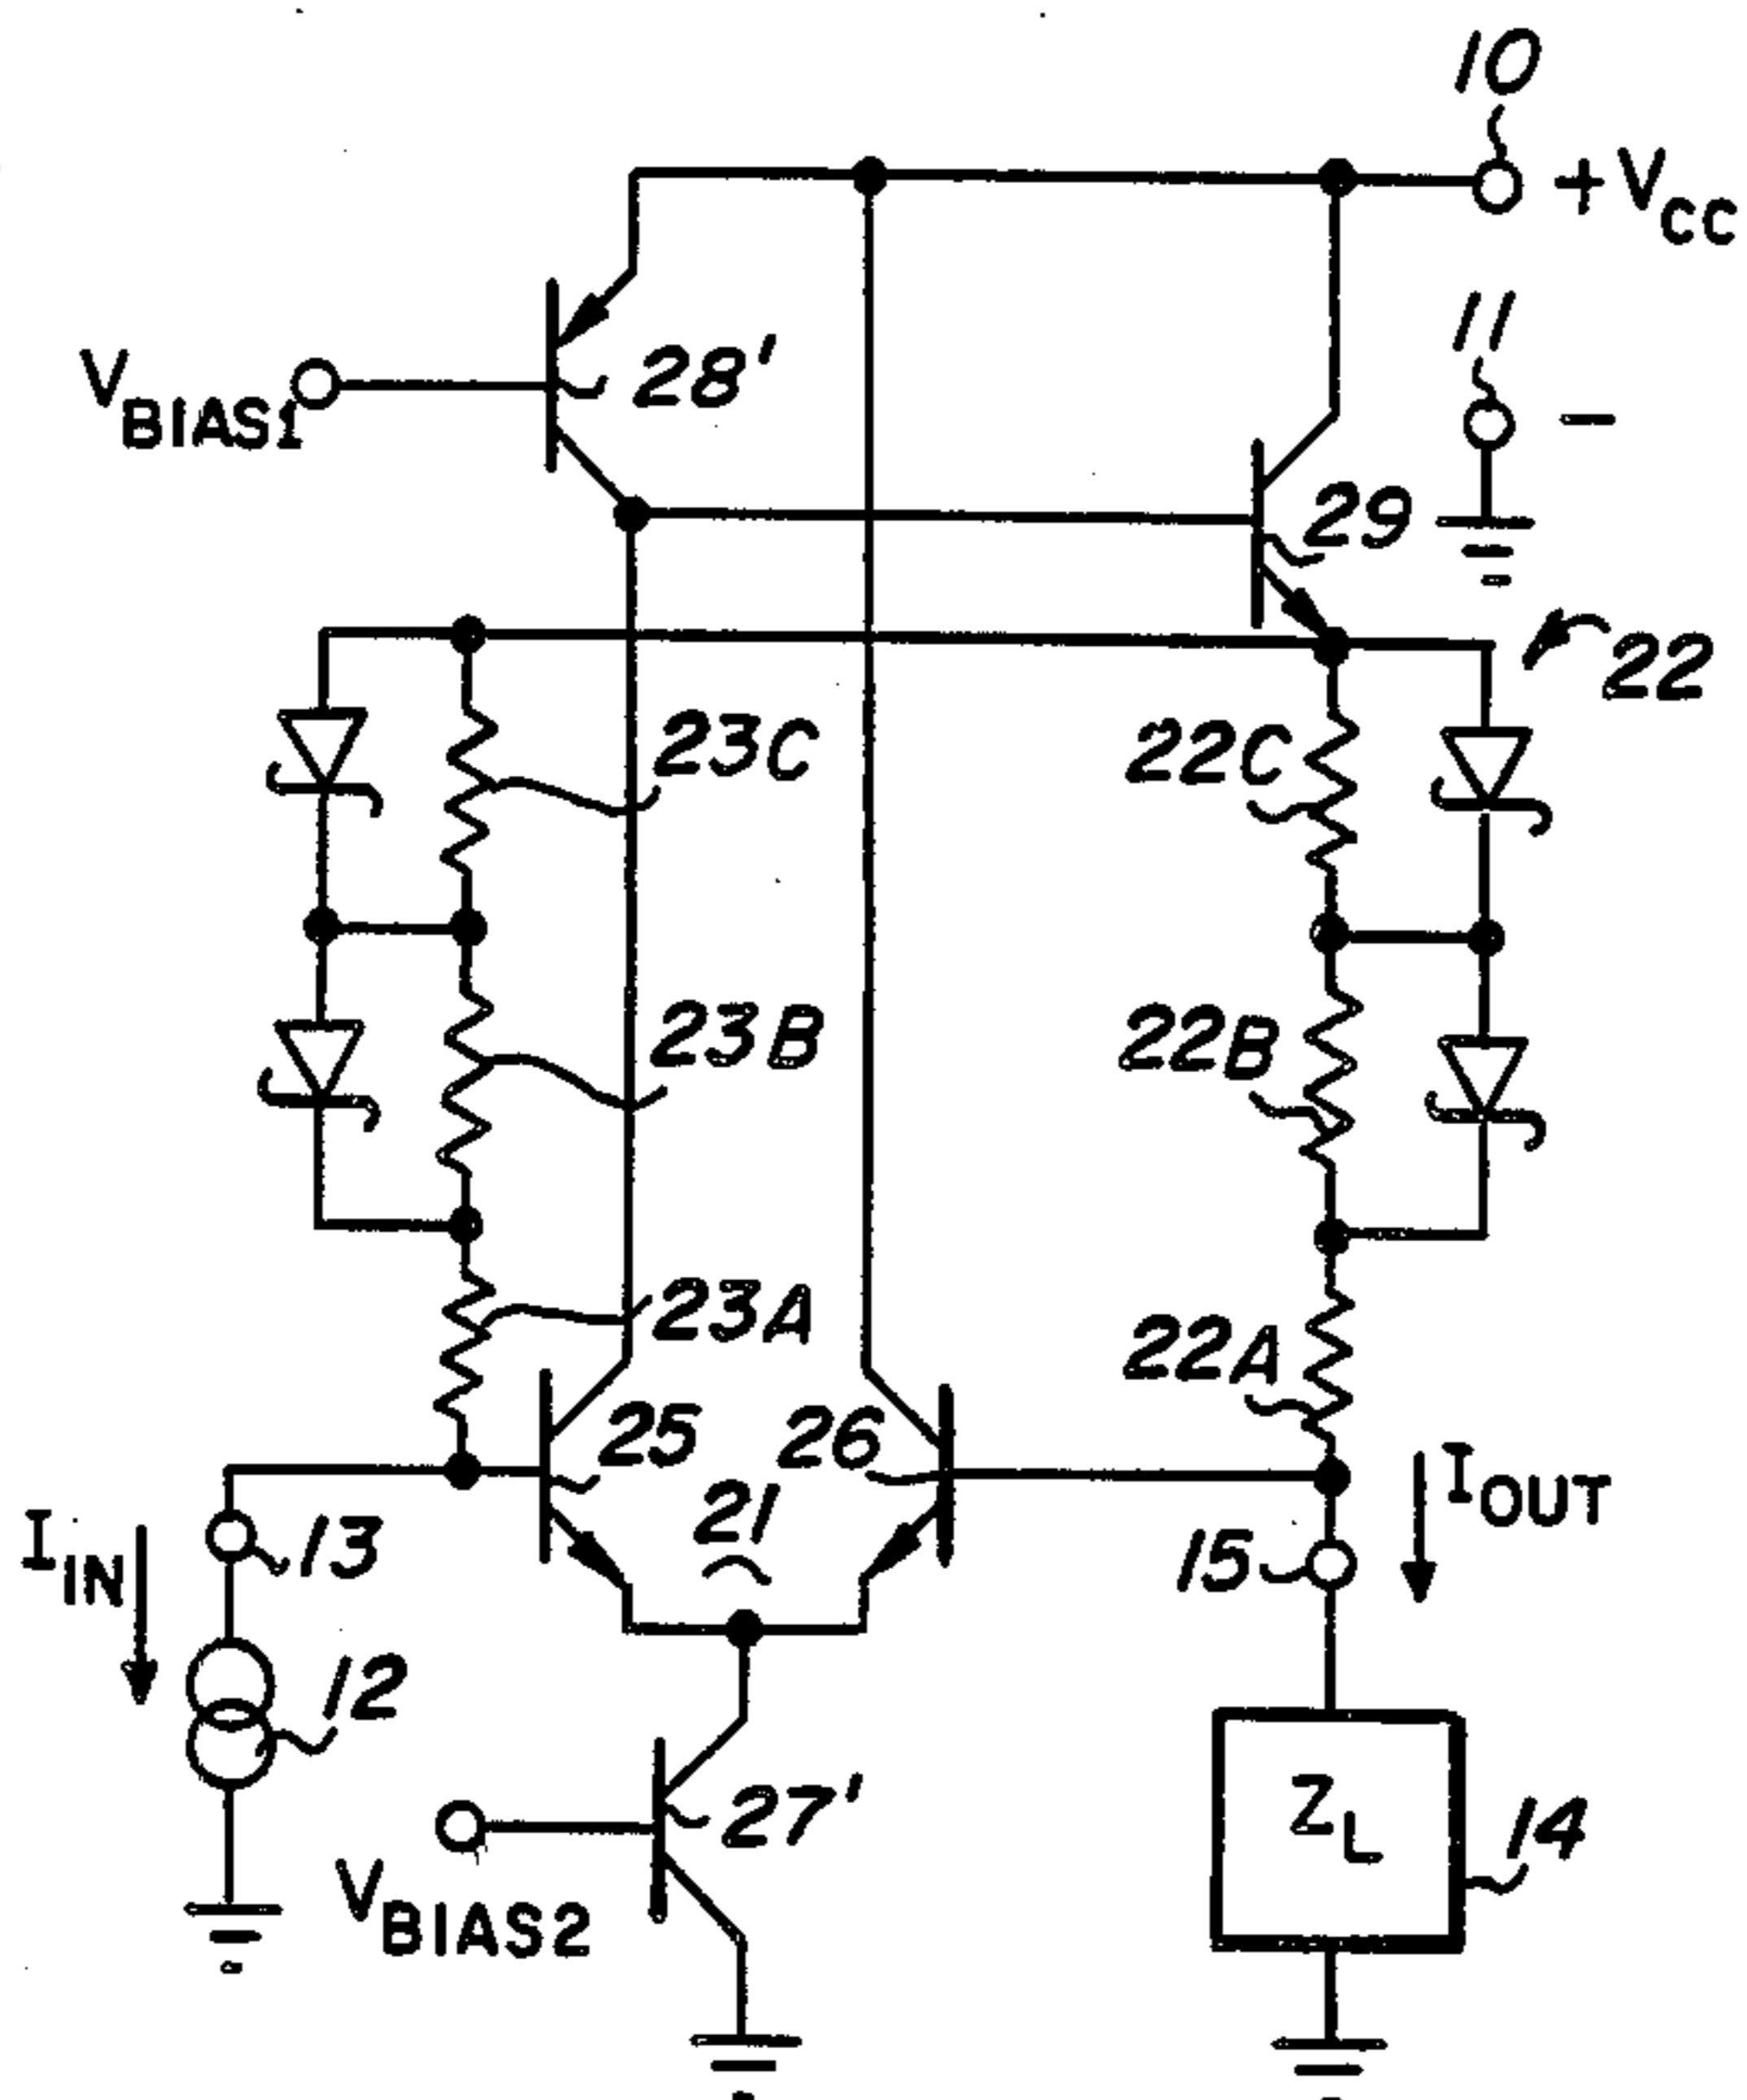 10
+VCC
11
−
VBIAS1
28'
29
22
23C
22C
23B
22B
23A
22A
25
26
21
IIN
13
IOUT
15
12
27'
ZL
14
VBIAS2